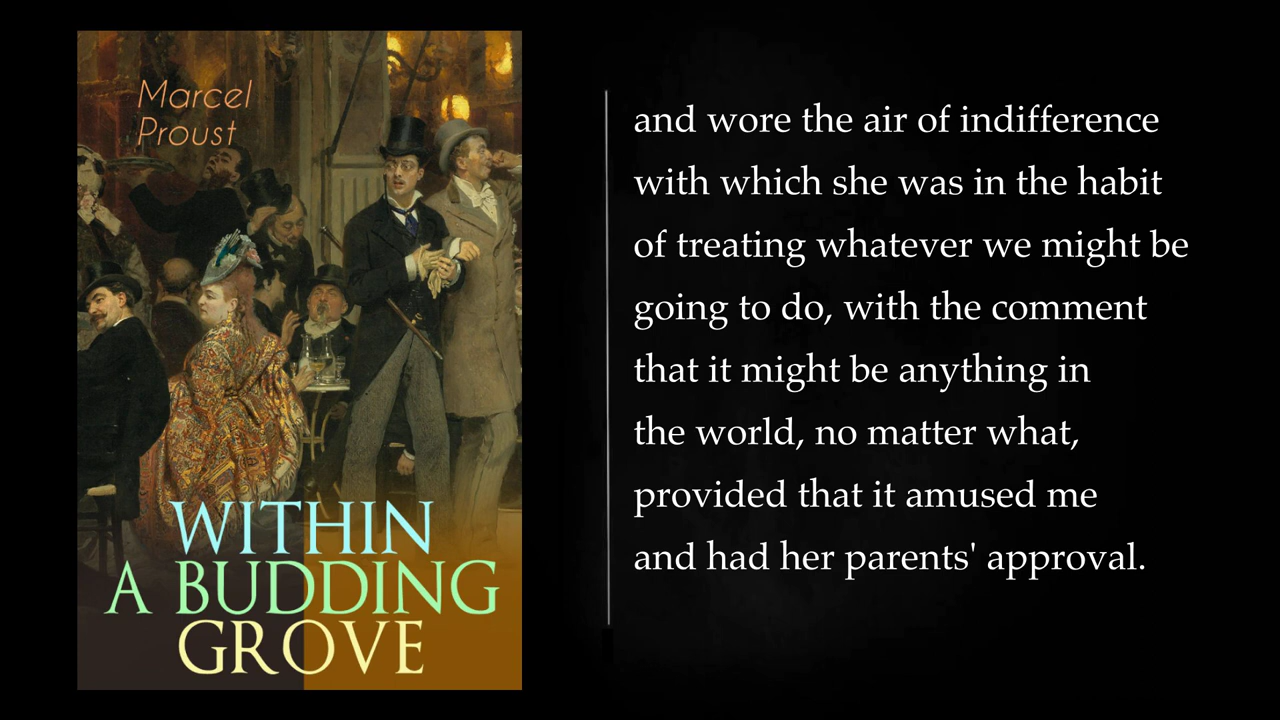 Marcel
Proust
WITHIN
A BUDDING
GROVE
and wore the air of indifference
with which she was in the habit
of treating whatever we might be
going to do, with the comment
that it might be anything in
the world, no matter what,
provided that it amused me
and had her parents' approval.